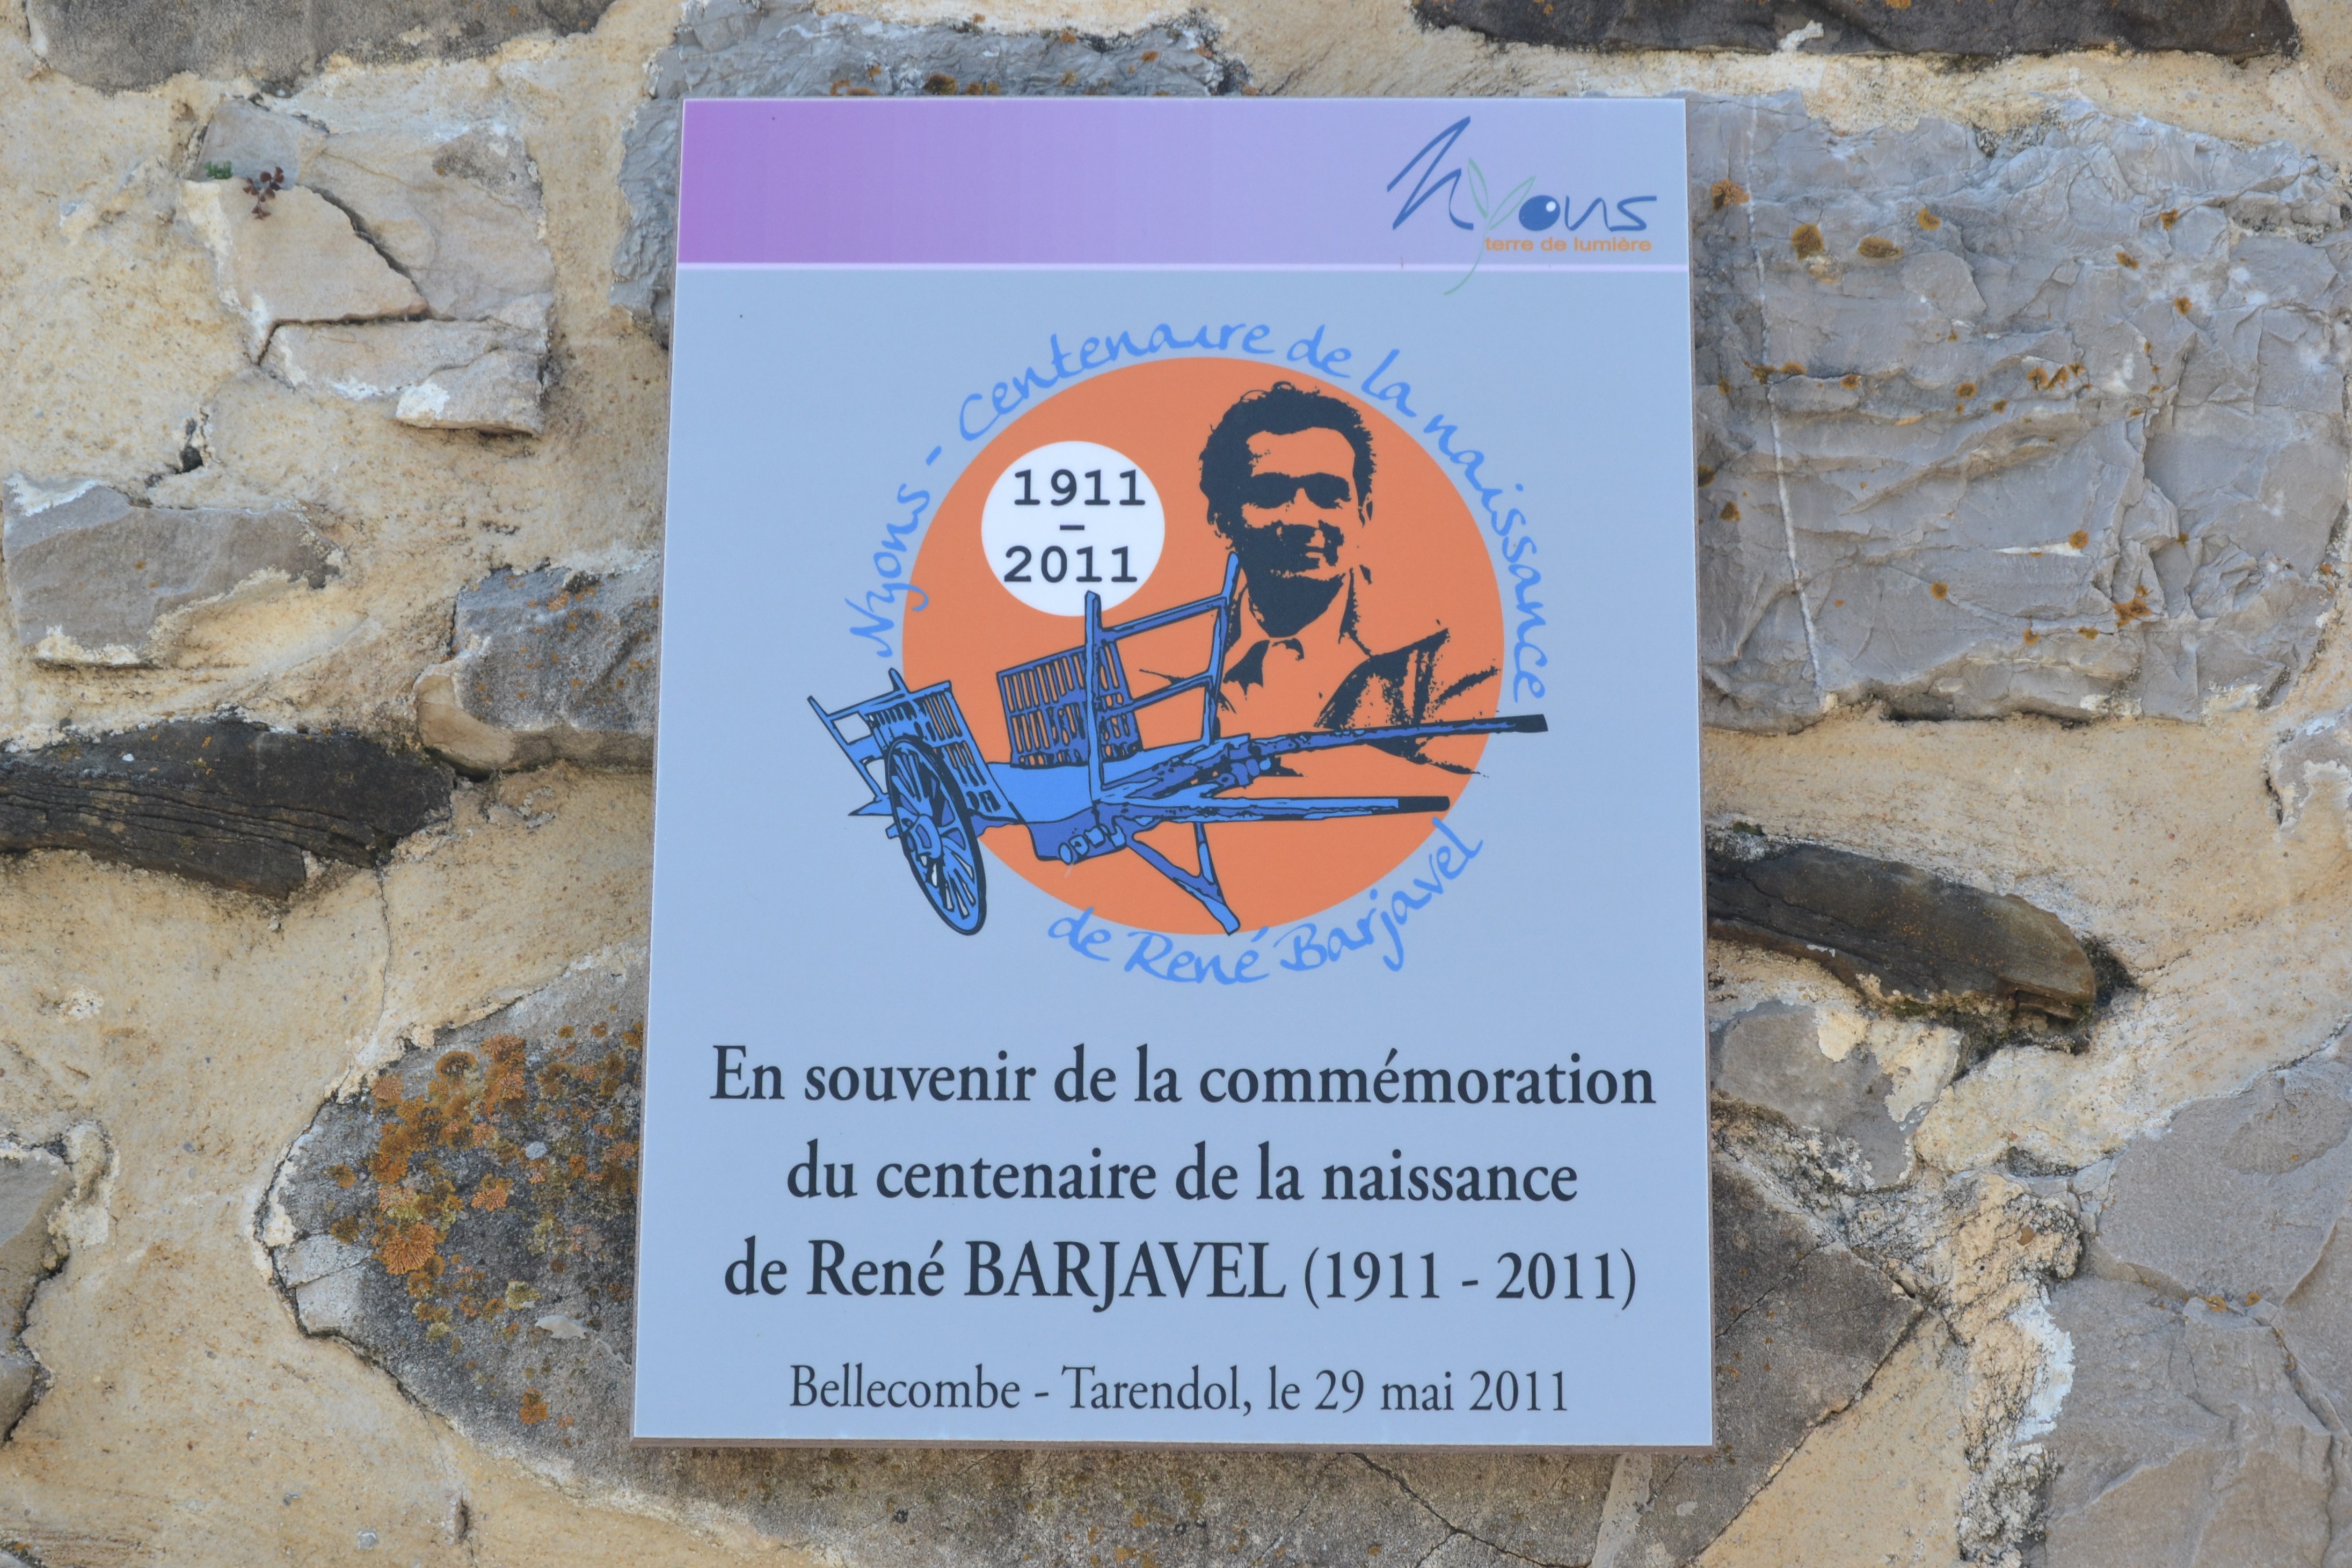 Nyons
terre de lumière
Nyons - Centenaire de la naissance
de René Barjavel
1911
-
2011
En souvenir de la commémoration
du centenaire de la naissance
de René BARJAVEL (1911 - 2011)
Bellecombe - Tarendol, le 29 mai 2011